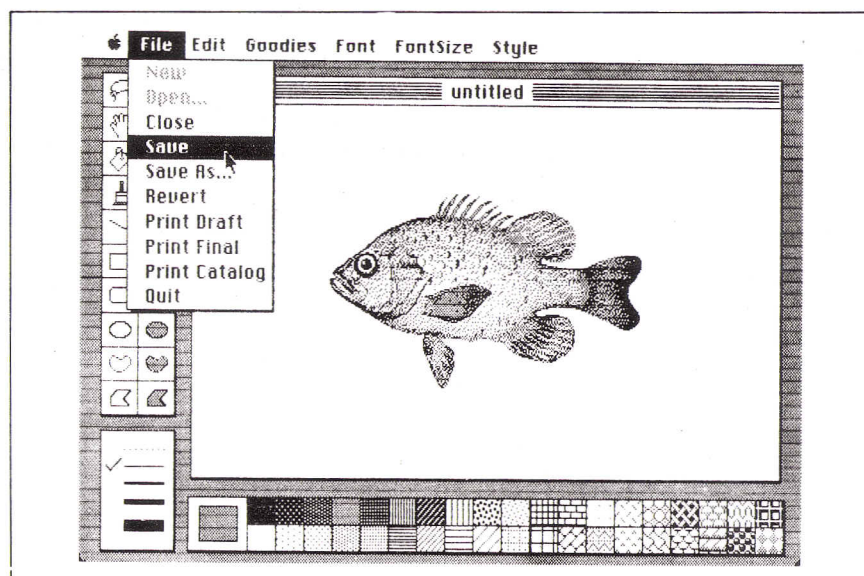 File Edit Goodies Font FontSize Style
untitled
New
Open...
Close
Save
Save As...
Revert
Print Draft
Print Final
Print Catalog
Quit